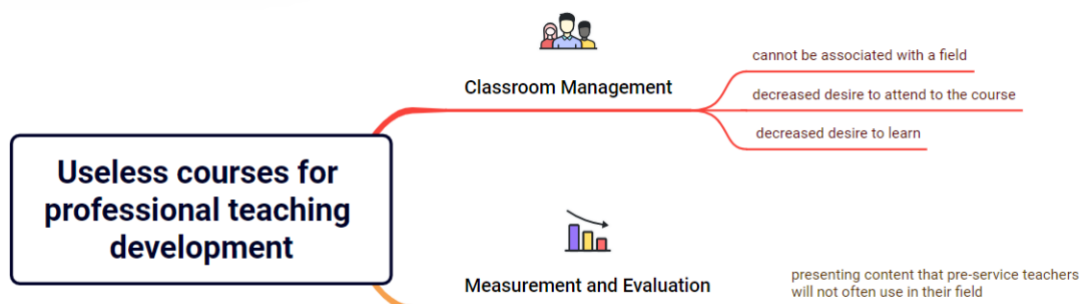 Classroom Management
cannot be associated with a field
decreased desire to attend to the course
decreased desire to learn
Useless courses for
professional teaching
development
Measurement and Evaluation
presenting content that pre-service teachers
will not often use in their field